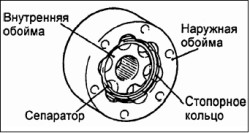 Внутренняя
обойма
Наружная
обойма
Стопорное
кольцо
Сепаратор